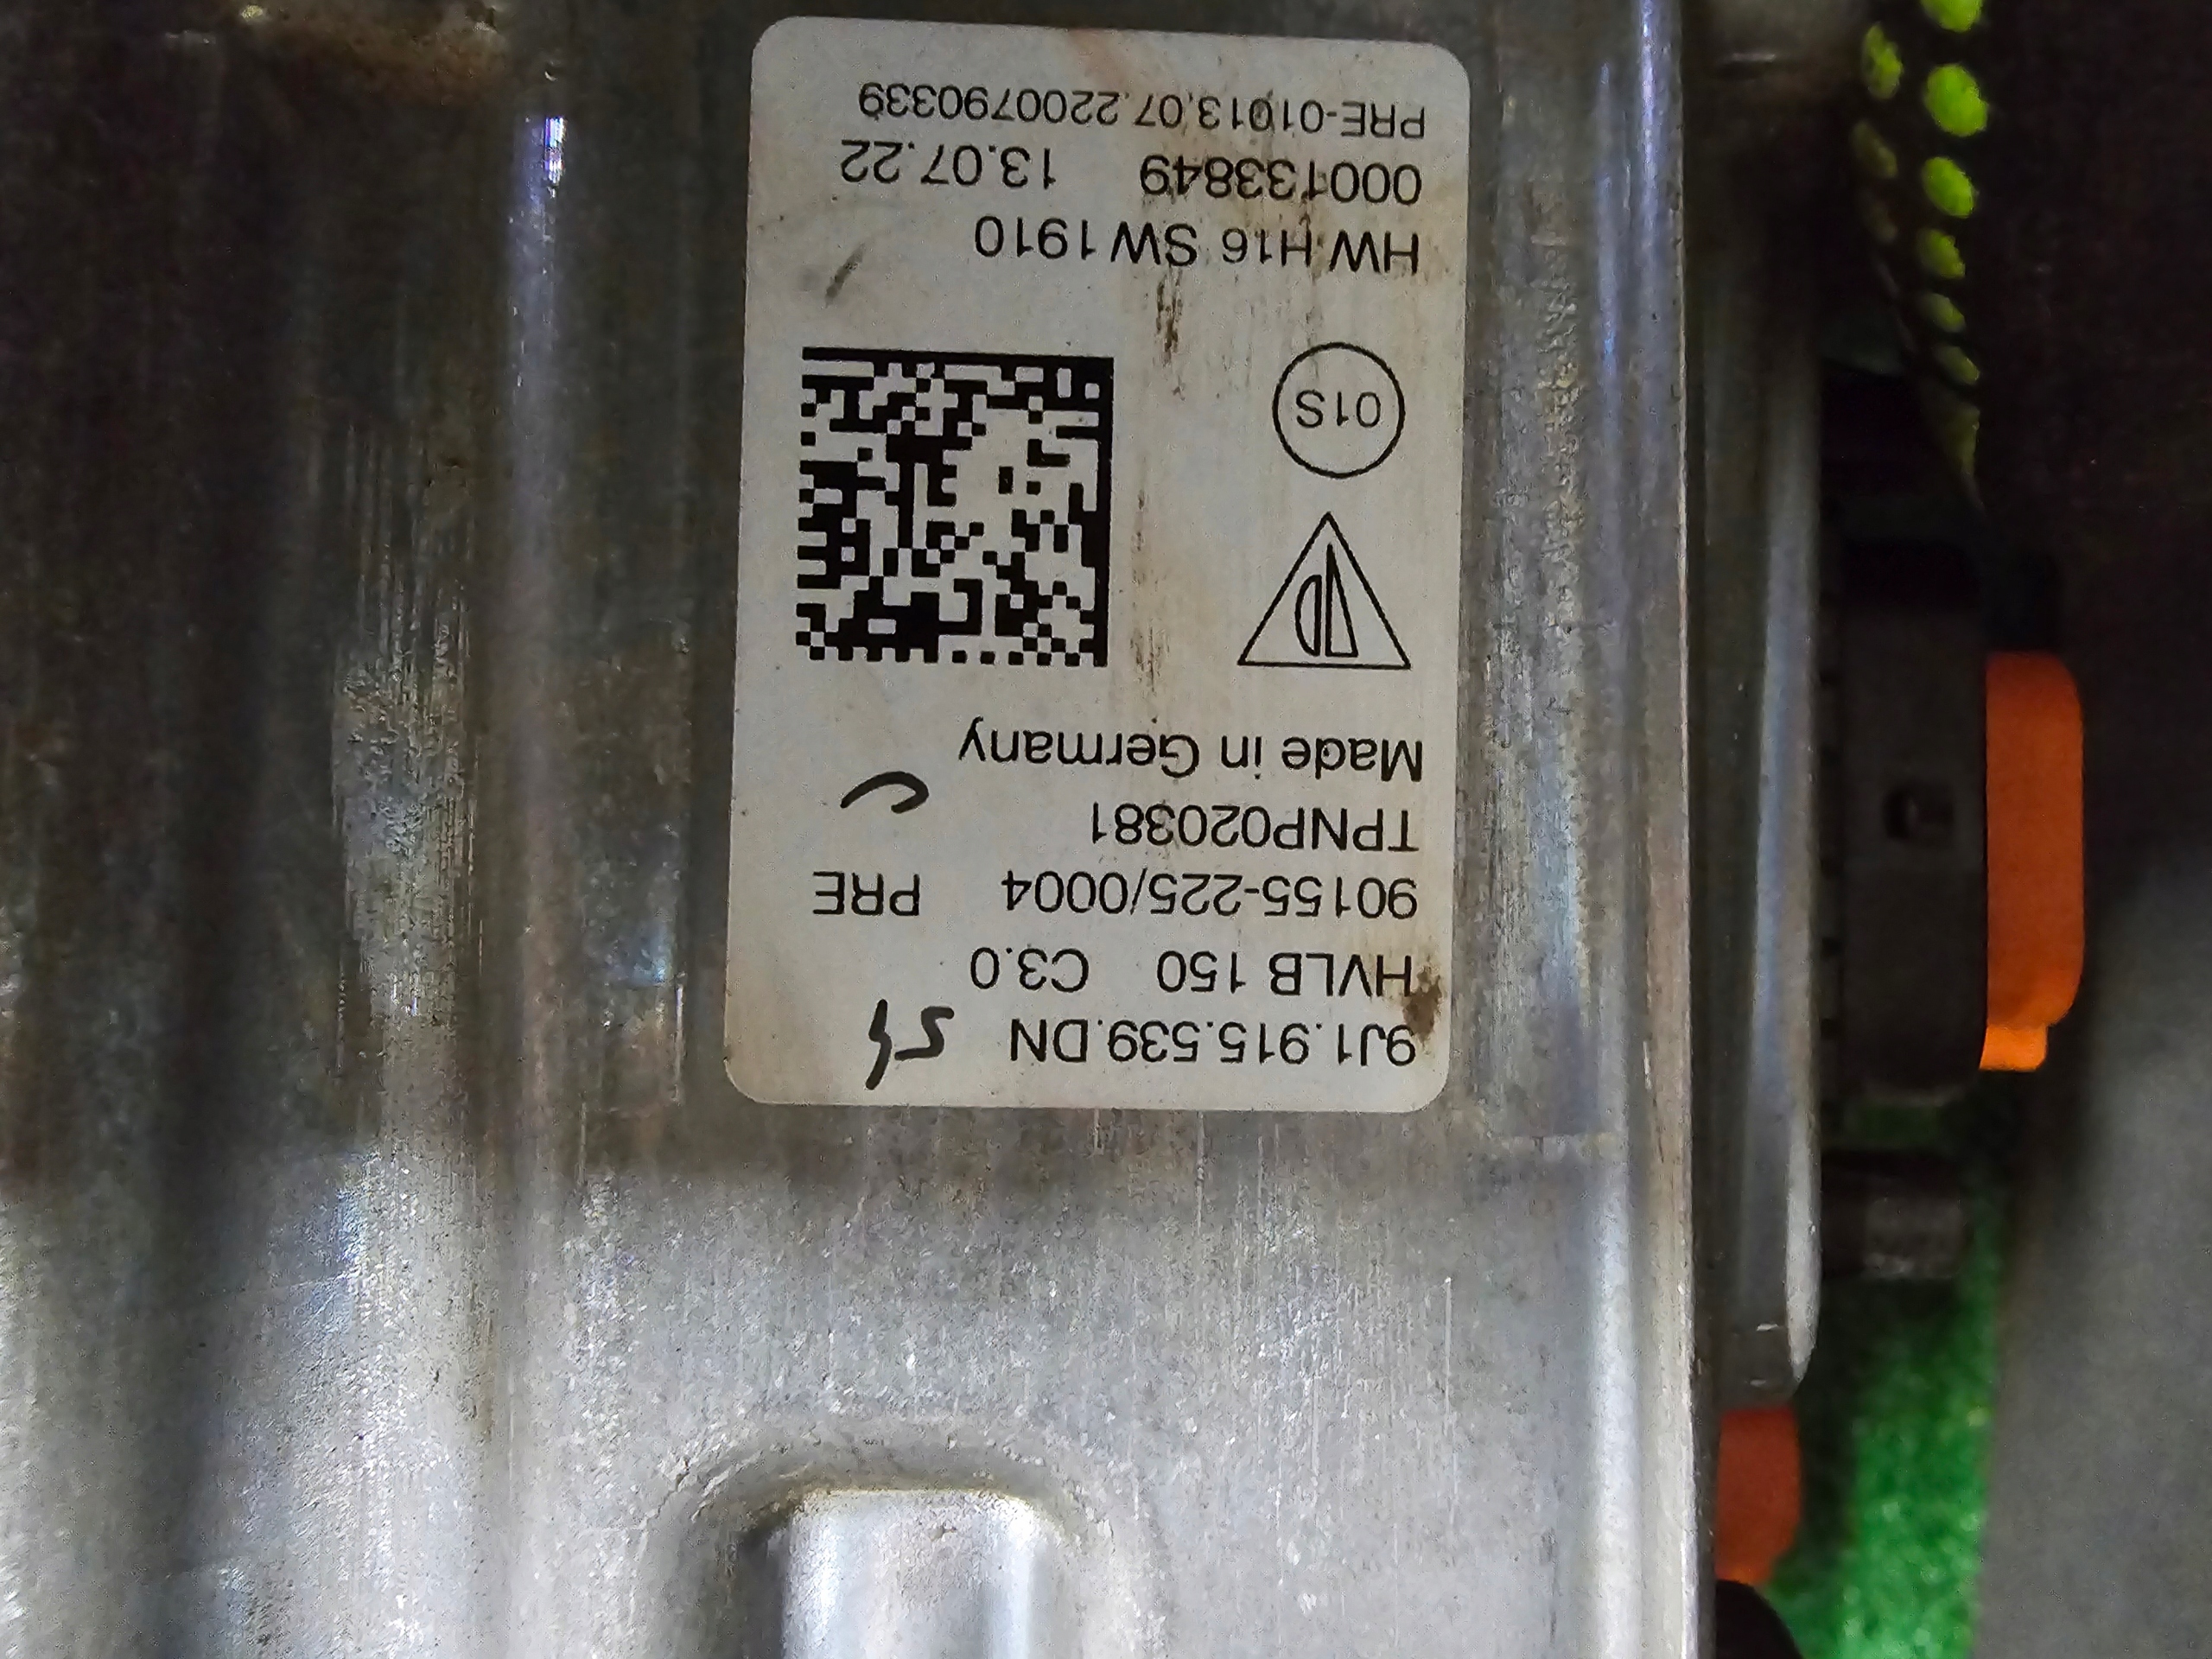 9J1.915.539.DN 54
HVLB 150 C3.0
90155-225/0004 PRE
TPNP020381
Made in Germany
01S
HW H16 SW 1910
000133849 13.07.22
PRE-01013.07.2200790339